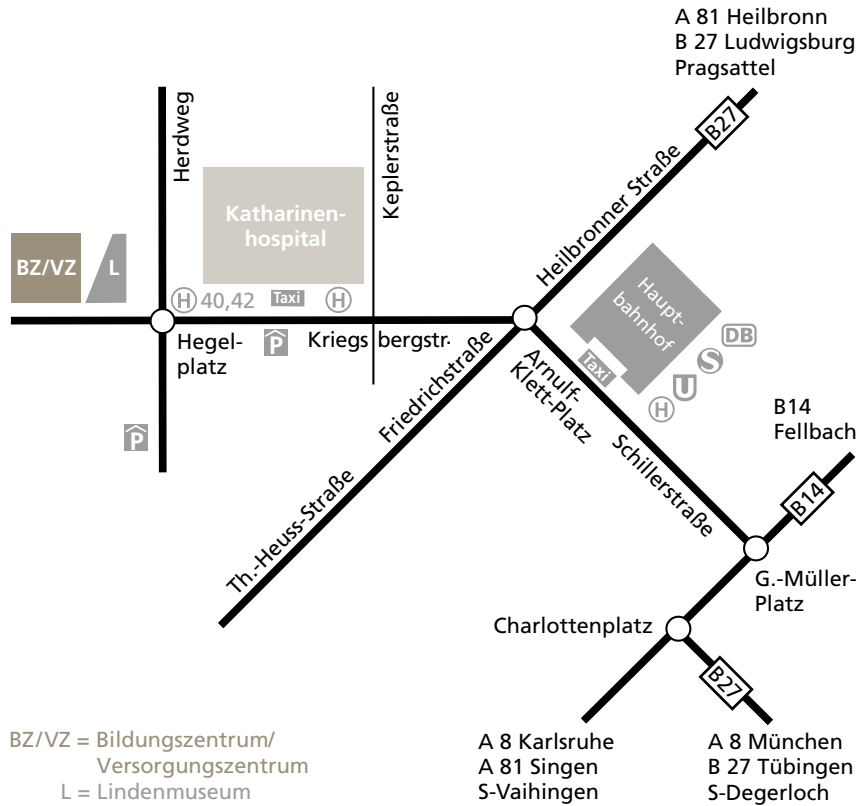 A 81 Heilbronn
B 27 Ludwigsburg
Pragsattel
B27
Herdweg
Keplerstraße
Heilbronner Straße
Katharinen-
hospital
BZ/VZ
L
Haupt-
bahnhof
DB
S
U
H
Taxi
H 40,42
Taxi
H
Hegel-
platz
P
Kriegsbergstr.
Friedrichstraße
Arnulf-
Klett-Platz
Schillerstraße
P
B14
Fellbach
B14
Th.-Heuss-Straße
G.-Müller-
Platz
Charlottenplatz
B27
BZ/VZ = Bildungszentrum/
Versorgungszentrum
L = Lindenmuseum
A 8 Karlsruhe
A 81 Singen
S-Vaihingen
A 8 München
B 27 Tübingen
S-Degerloch